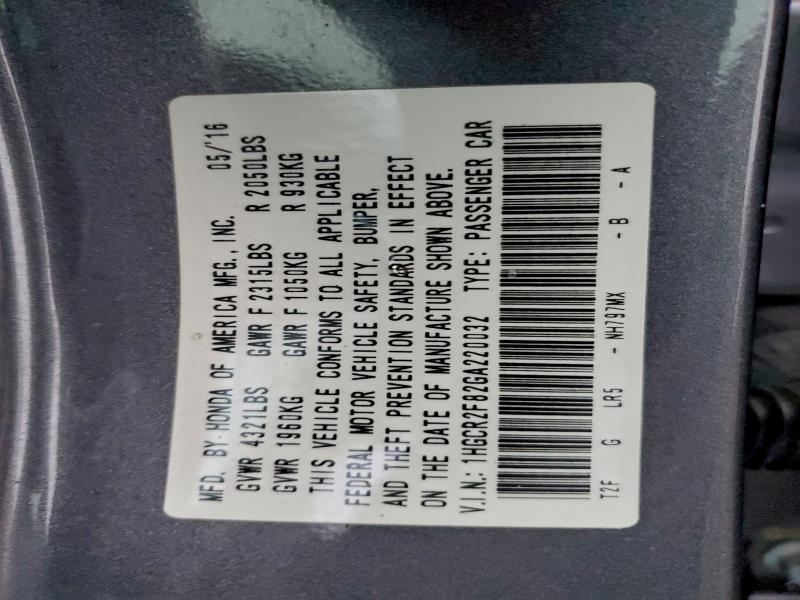 MFD. BY HONDA OF AMERICA MFG., INC. 05/'16
GVWR 4321LBS GAWR F 2315LBS R 2050LBS
GVWR 1960KG GAWR F 1050KG R 930KG
THIS VEHICLE CONFORMS TO ALL APPLICABLE
FEDERAL MOTOR VEHICLE SAFETY, BUMPER,
AND THEFT PREVENTION STANDARDS IN EFFECT
ON THE DATE OF MANUFACTURE SHOWN ABOVE.
V.I.N.: 1HGCR2F82GA220032 TYPE: PASSENGER CAR
T2F G LR5 - NH797MX - B - A